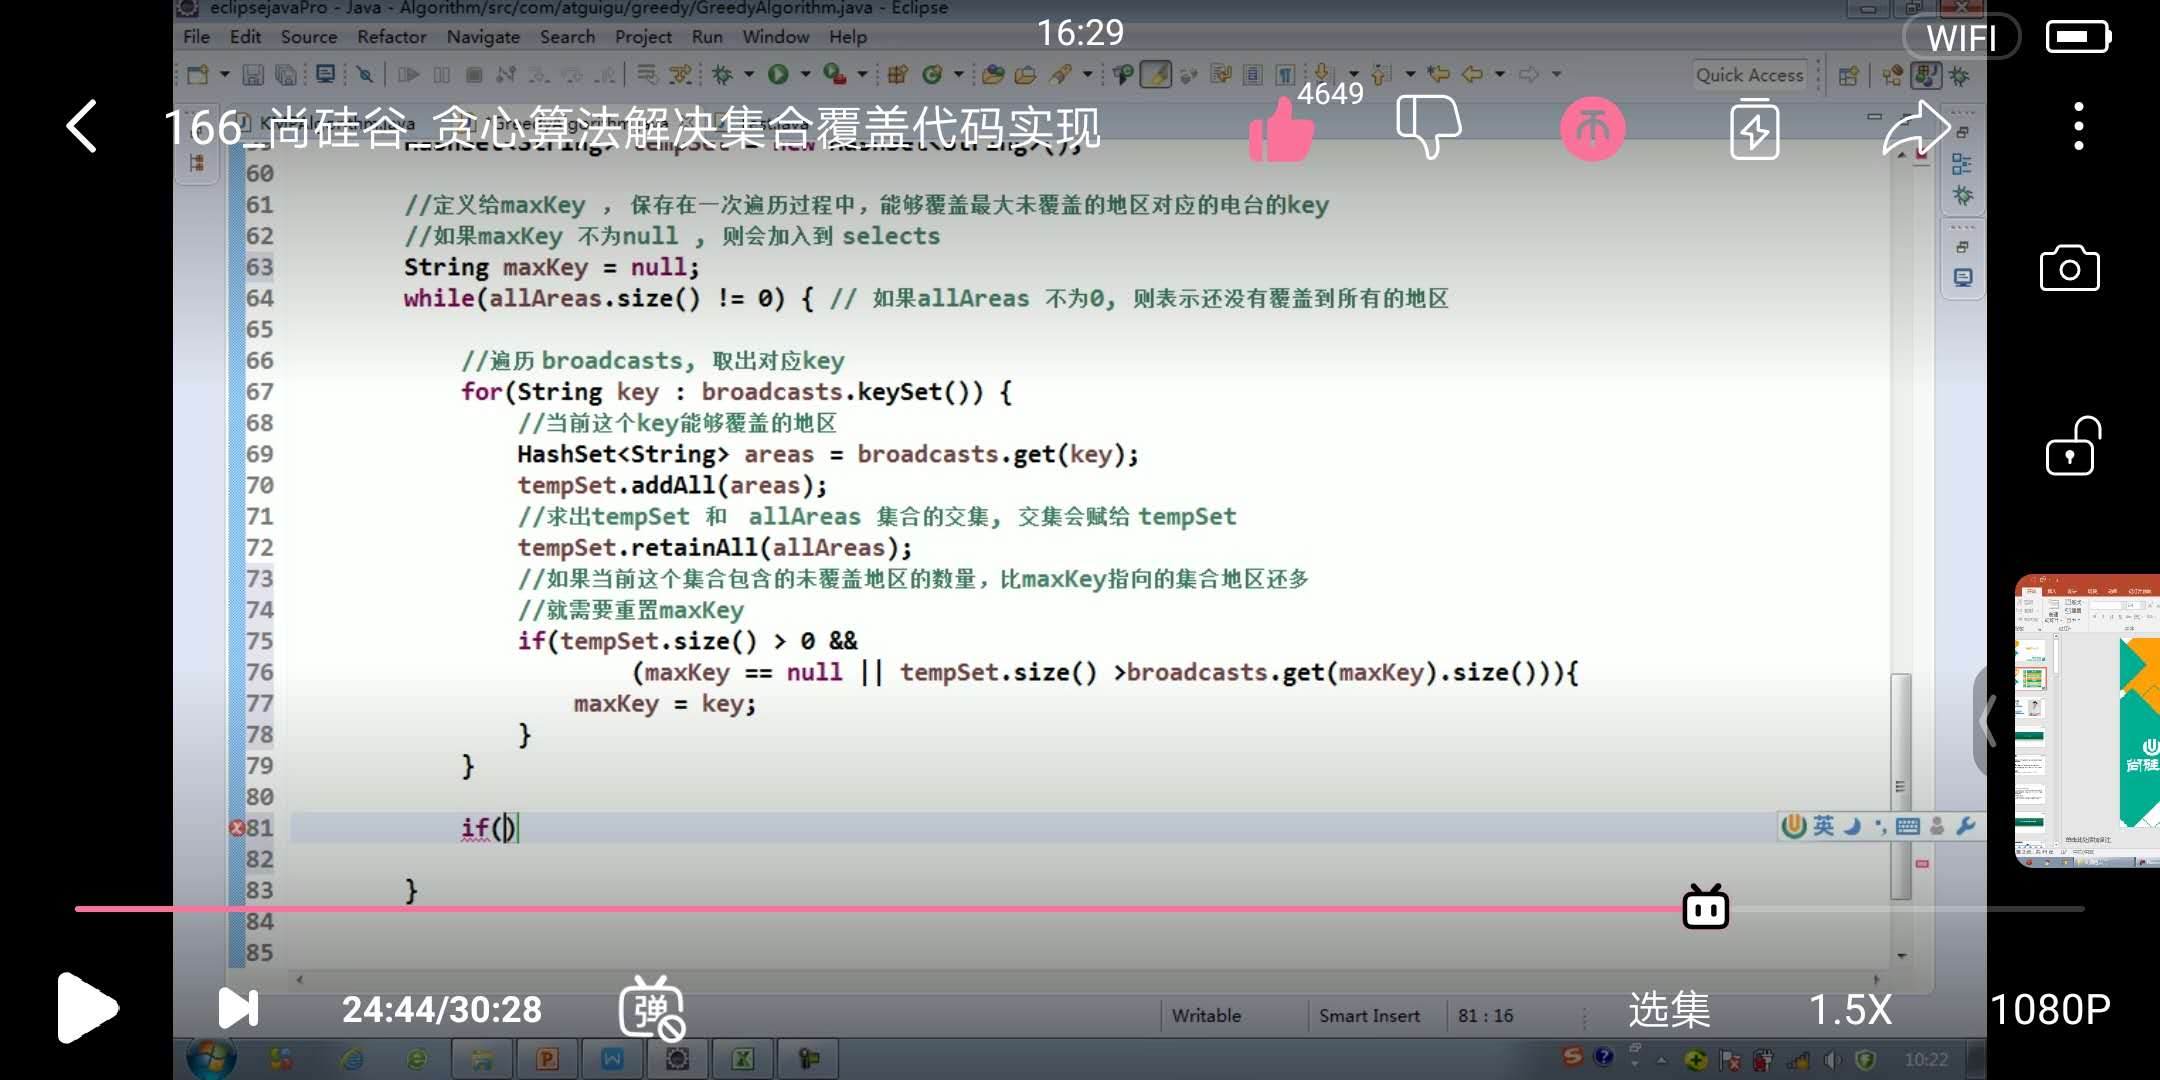 eclipsejavaPro - Java - Algorithm/src/com/atguigu/greedy/GreedyAlgorithm.java - Eclipse
File Edit Source Refactor Navigate Search Project Run Window Help
16:29
WIFI
Quick Access
166_尚硅谷_贪心算法解决集合覆盖代码实现
4649
60
61 //定义给maxKey ， 保存在一次遍历过程中，能够覆盖最大未覆盖的地区对应的电台的key
62 //如果maxKey 不为null , 则会加入到 selects
63 String maxKey = null;
64 while(allAreas.size() != 0) { // 如果allAreas 不为0, 则表示还没有覆盖到所有的地区
65
66 //遍历 broadcasts, 取出对应key
67 for(String key : broadcasts.keySet()) {
68 //当前这个key能够覆盖的地区
69 HashSet<String> areas = broadcasts.get(key);
70 tempSet.addAll(areas);
71 //求出tempSet 和 allAreas 集合的交集, 交集会赋给 tempSet
72 tempSet.retainAll(allAreas);
73 //如果当前这个集合包含的未覆盖地区的数量，比maxKey指向的集合地区还多
74 //就需要重置maxKey
75 if(tempSet.size() > 0 &&
76 (maxKey == null || tempSet.size() >broadcasts.get(maxKey).size())){
77 maxKey = key;
78 }
79 }
80
81 if()
82
83 }
84
85
英
24:44/30:28
弹
Writable
Smart Insert
81 : 16
选集
1.5X
1080P
10:22